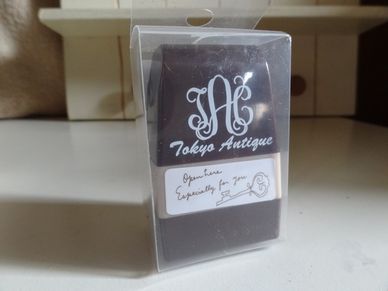 TAC
Tokyo Antique
Open here
Especially for you